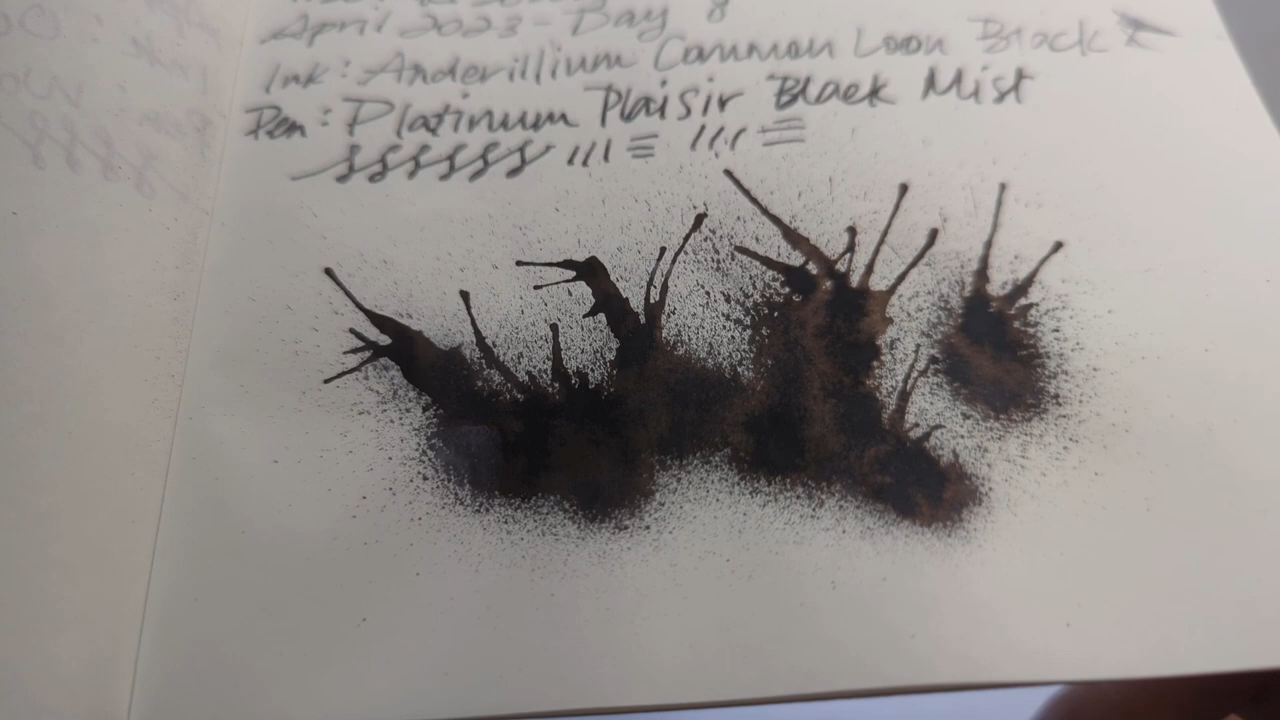 April 2023 - Day 8
Ink: Anderillium Common Loon Black
Pen: Platinum Plaisir Black Mist